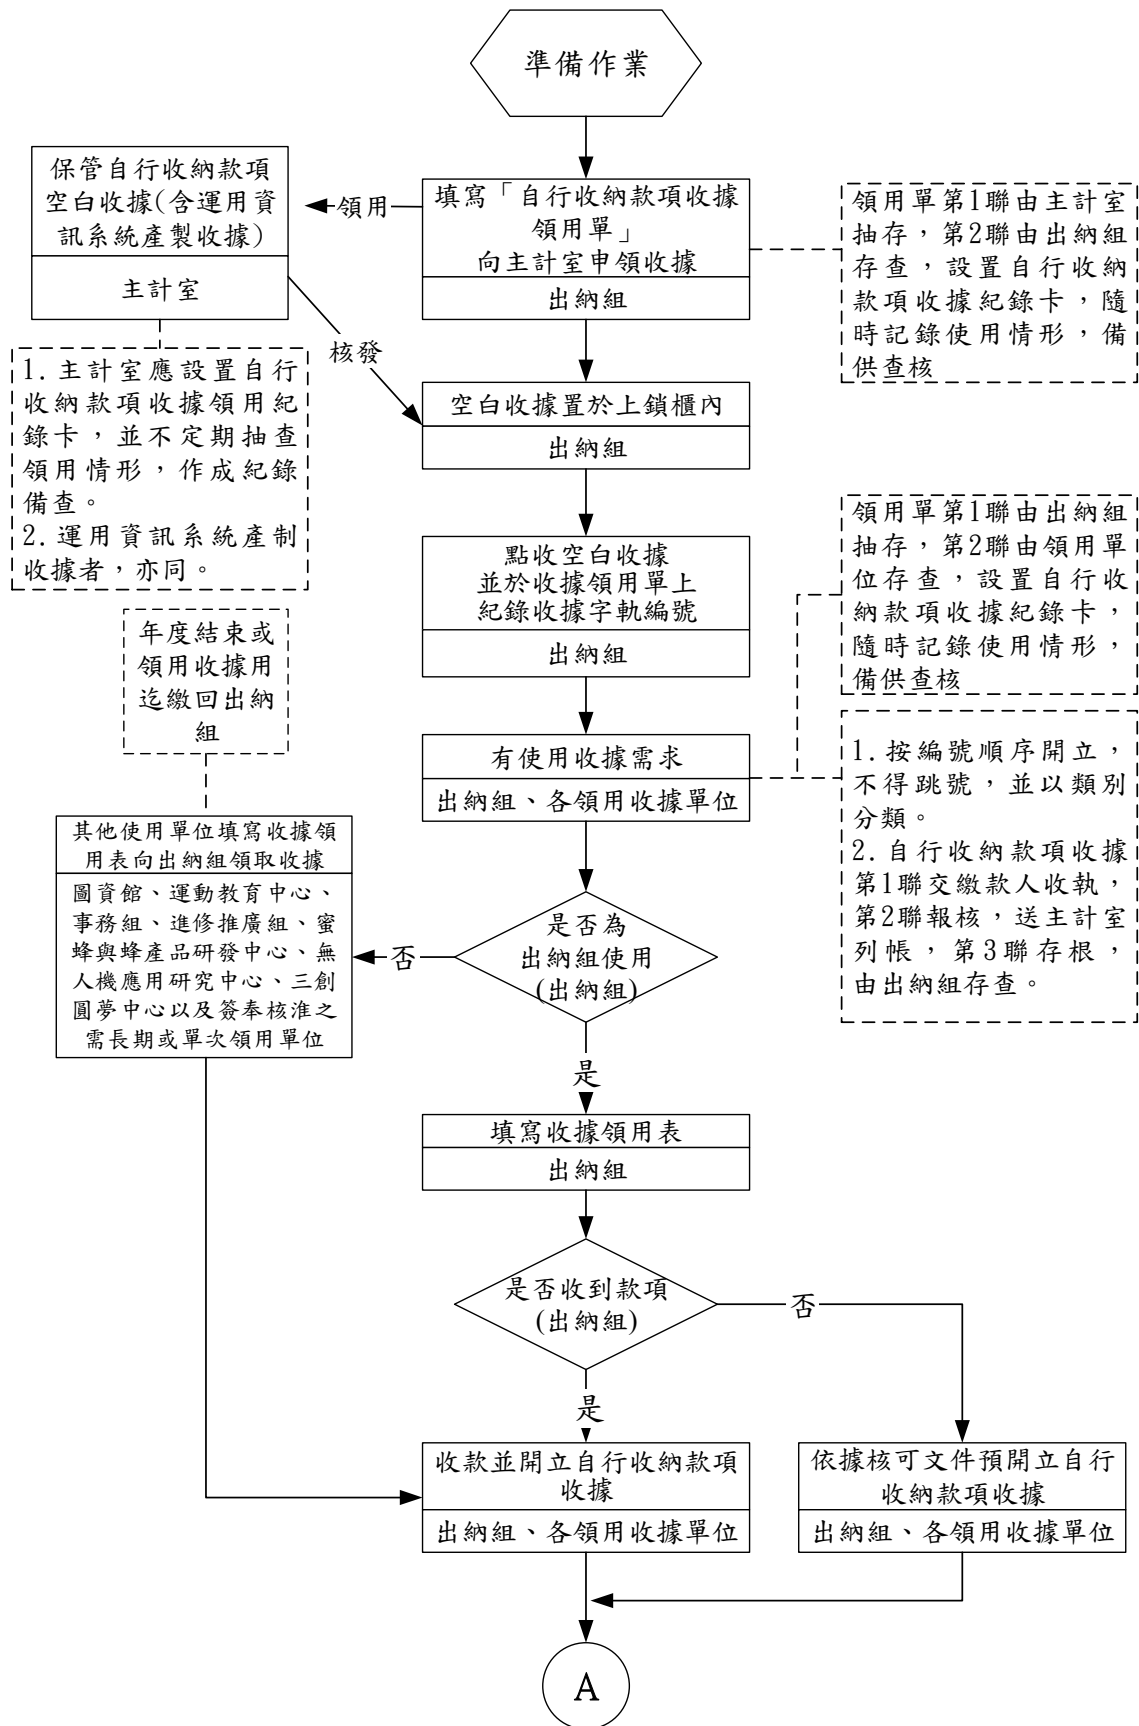 準備作業
保管自行收納款項
空白收據(含運用資
訊系統產製收據)
主計室
領用
填寫「自行收納款項收據
領用單」
向主計室申領收據
出納組
領用單第1聯由主計室
抽存，第2聯由出納組
存查，設置自行收納
款項收據紀錄卡，隨
時記錄使用情形，備
供查核
核發
1.主計室應設置自行
收納款項收據領用紀
錄卡，並不定期抽查
領用情形，作成紀錄
備查。
2.運用資訊系統產制
收據者，亦同。
空白收據置於上鎖櫃內
出納組
點收空白收據
並於收據領用單上
紀錄收據字軌編號
出納組
領用單第1聯由出納組
抽存，第2聯由領用單
位存查，設置自行收
納款項收據紀錄卡，
隨時記錄使用情形，
備供查核
年度結束或
領用收據用
迄繳回出納
組
有使用收據需求
出納組、各領用收據單位
1.按編號順序開立，
不得跳號，並以類別
分類。
2.自行收納款項收據
第1聯交繳款人收執，
第2聯報核，送主計室
列帳，第3聯存根，
由出納組存查。
其他使用單位填寫收據領
用表向出納組領取收據
圖資館、運動教育中心、
事務組、進修推廣組、蜜
蜂與蜂產品研發中心、無
人機應用研究中心、三創
圓夢中心以及簽奉核淮之
需長期或單次領用單位
否
是否為
出納組使用
(出納組)
是
填寫收據領用表
出納組
是否收到款項
(出納組)
否
是
收款並開立自行收納款項
收據
出納組、各領用收據單位
依據核可文件預開立自行
收納款項收據
出納組、各領用收據單位
A